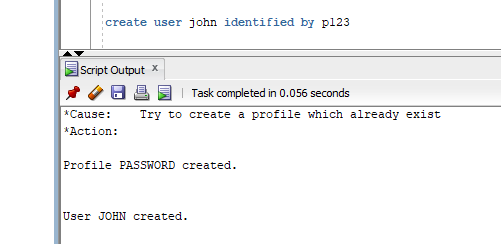 create user john identified by p123
Script Output x
Task completed in 0.056 seconds
*Cause:    Try to create a profile which already exist
*Action:
Profile PASSWORD created.
User JOHN created.